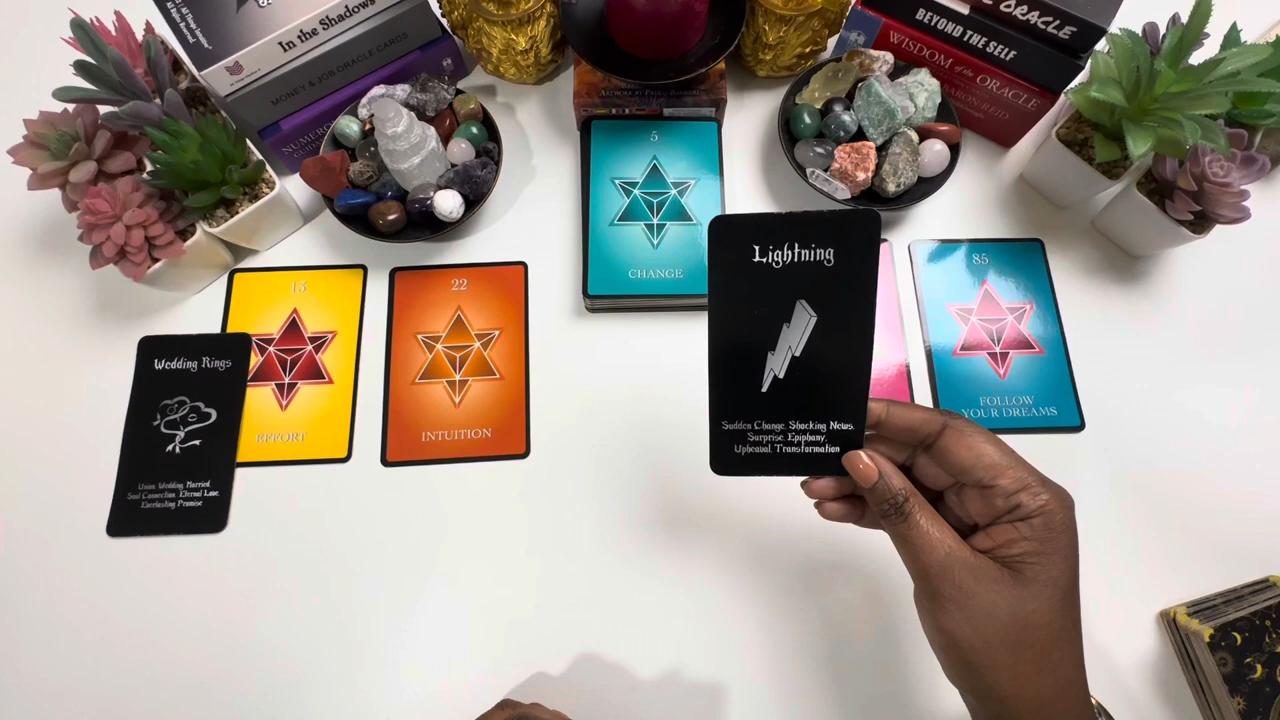 In the Shadows
MONEY & JOB ORACLE CARDS
BEYOND THE SELF
WISDOM of the ORACLE
ORACLE
5
CHANGE
13
EFFORT
22
INTUITION
85
FOLLOW
YOUR DREAMS
Wedding Rings
Union, Wedding, Married,
Soul Connection, Eternal Love,
Everlasting Promise
Lightning
Sudden Change, Shocking News,
Surprise, Epiphany,
Upheaval, Transformation